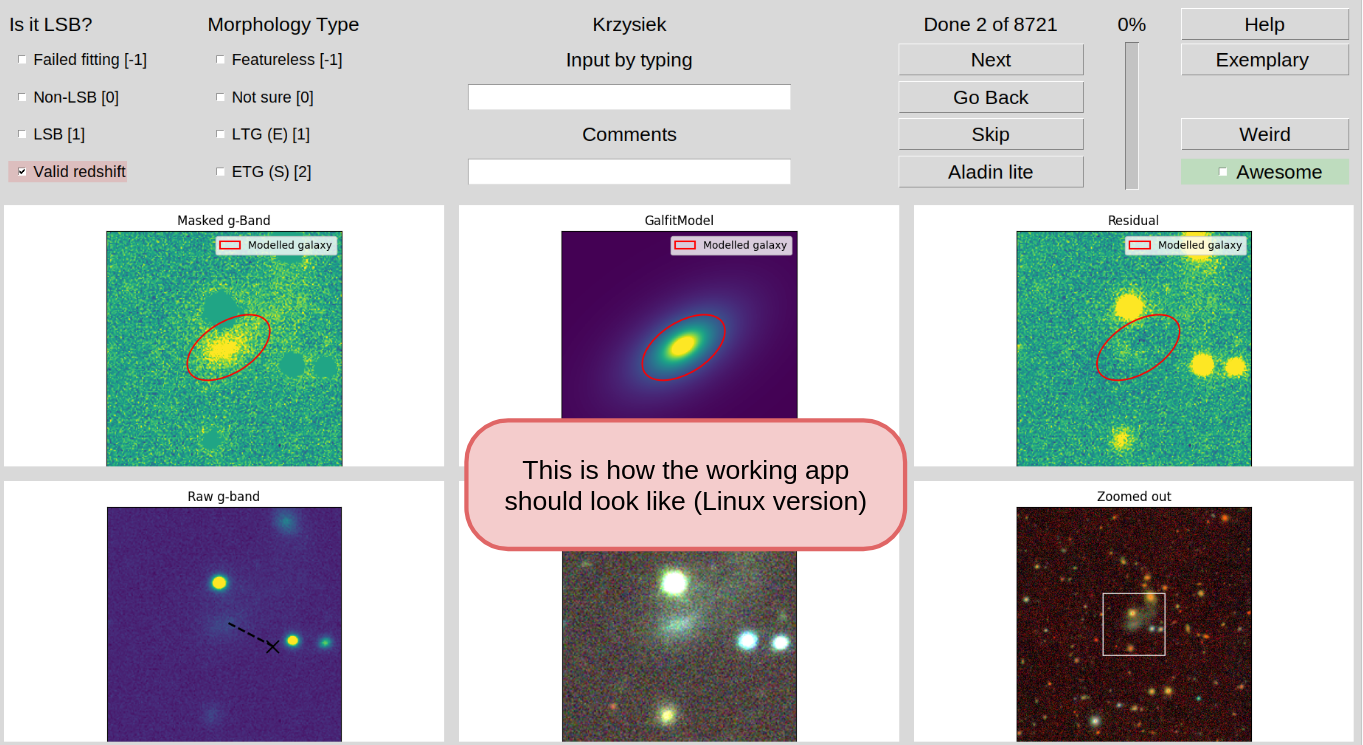 Is it LSB?
Morphology Type
Krzysiek
Done 2 of 8721
0%
Help
Failed fitting [-1]
Featureless [-1]
Input by typing
Next
Exemplary
Non-LSB [0]
Not sure [0]
Go Back
LSB [1]
LTG (E) [1]
Comments
Skip
Weird
Valid redshift
ETG (S) [2]
Aladin lite
Awesome
Masked g-Band
GalfitModel
Residual
Modelled galaxy
Modelled galaxy
Modelled galaxy
This is how the working app
should look like (Linux version)
Raw g-band
Zoomed out